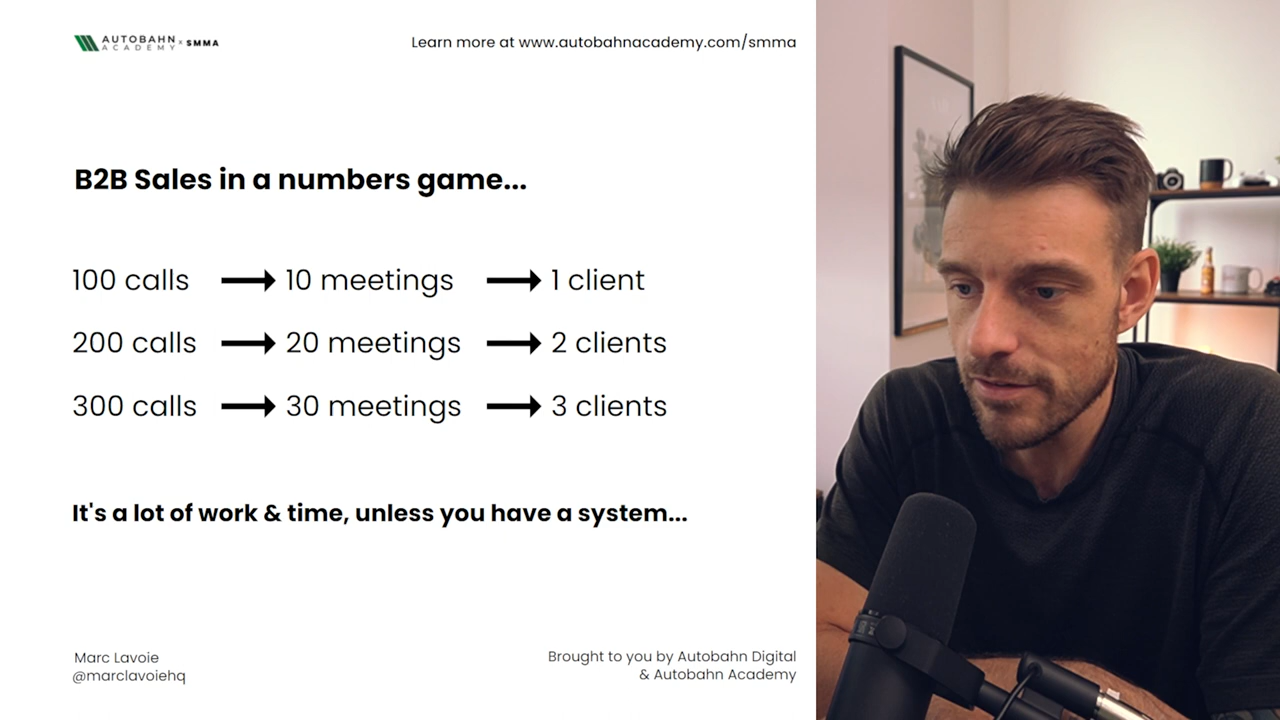 AUTOBAHN
ACADEMY x SMMA
Learn more at www.autobahnacademy.com/smma
B2B Sales in a numbers game...
100 calls 10 meetings 1 client
200 calls 20 meetings 2 clients
300 calls 30 meetings 3 clients
It's a lot of work & time, unless you have a system...
Marc Lavoie
@marclavoiehq
Brought to you by Autobahn Digital
& Autobahn Academy